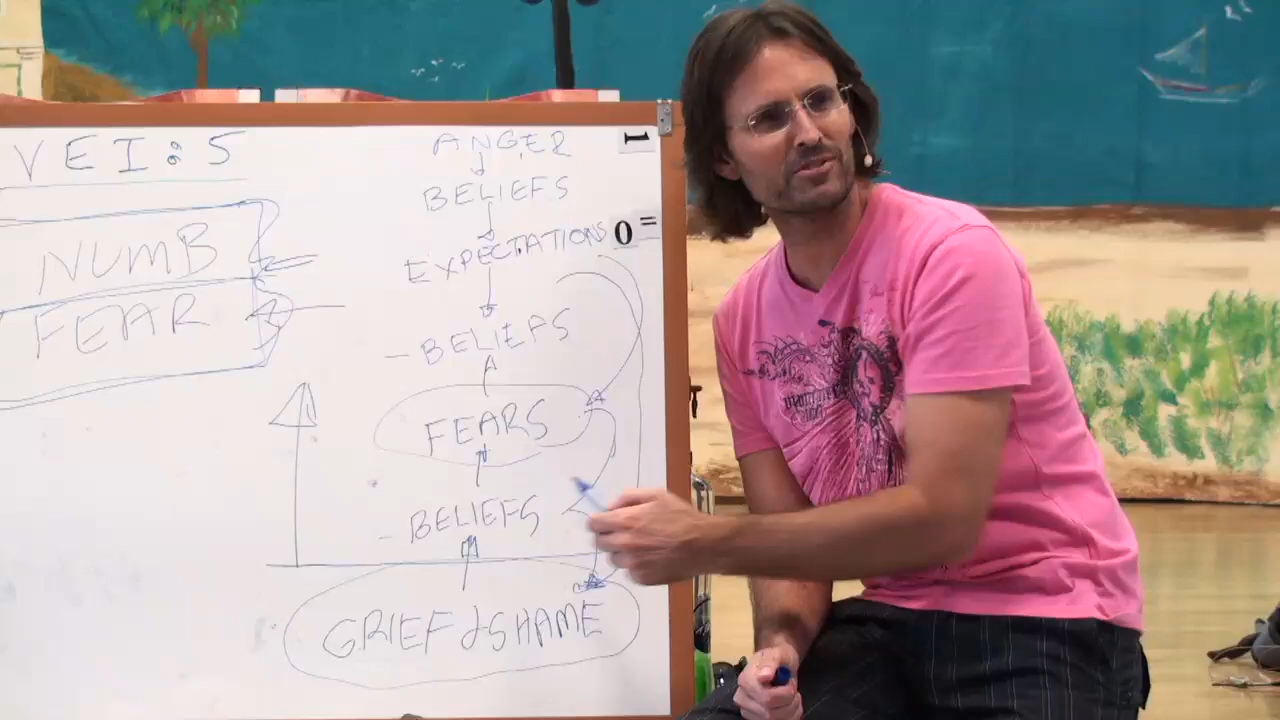 VEI:5
NUMB
FEAR
ANGER
BELIEFS
EXPECTATIONS
- BELIEFS
FEARS
- BELIEFS
GRIEF & SHAME
1
0 =